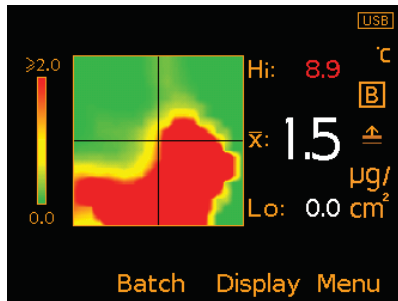 USB
℃
≥2.0
Hi: 8.9
B
x̅: 1.5
μg/
cm²
Lo: 0.0
0.0
Batch Display Menu